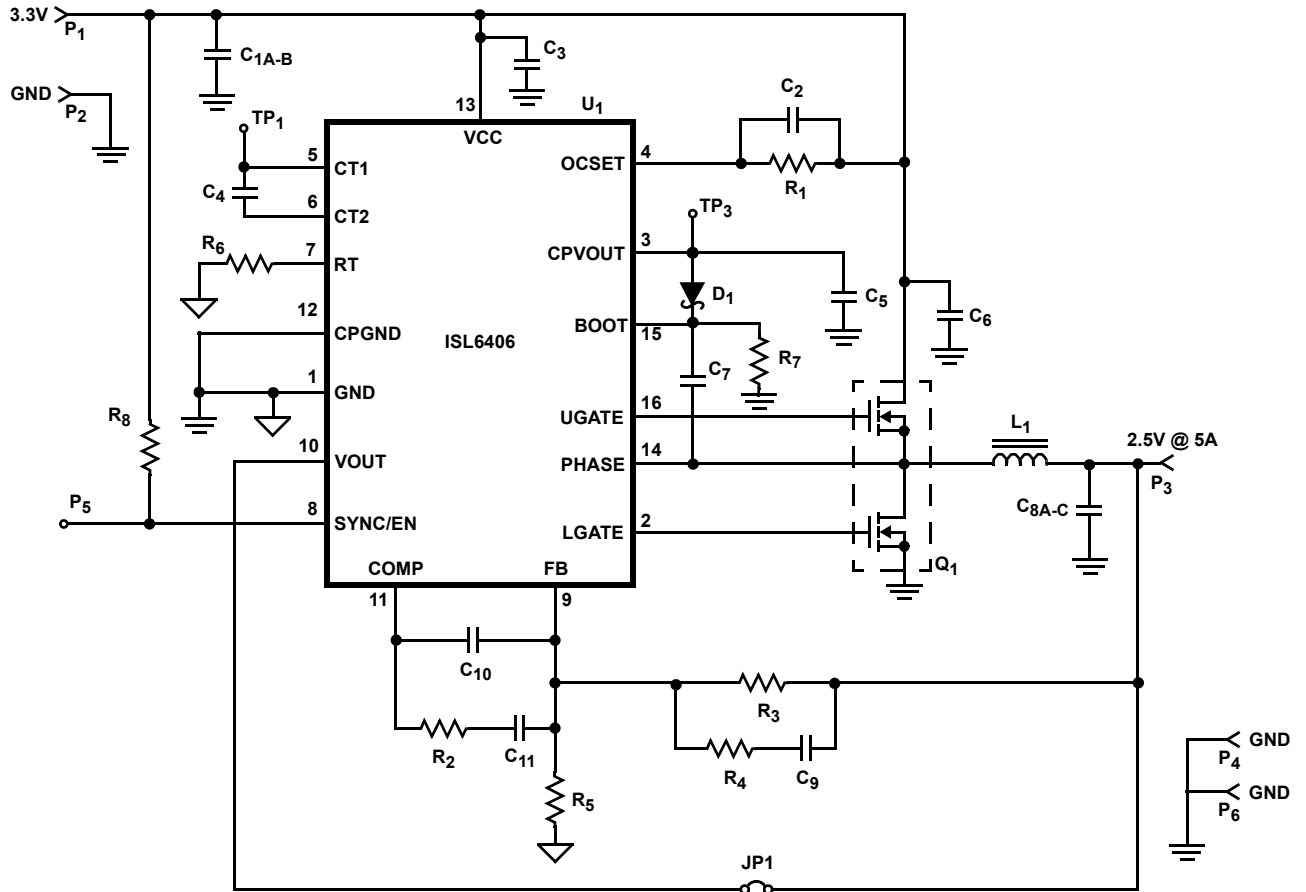 3.3V
P1
C1A-B
C3
GND
P2
TP1
13
U1
C2
VCC
5
CT1
4
OCSET
R1
C4
6
CT2
TP3
R6
7
RT
3
CPVOUT
D1
C5
12
CPGND
ISL6406
BOOT
15
C6
R7
C7
1
GND
R8
16
UGATE
L1
10
VOUT
14
PHASE
2.5V @ 5A
P3
P5
8
SYNC/EN
2
LGATE
C8A-C
Q1
COMP
FB
11
9
C10
R3
R2
C11
R4
C9
GND
P4
R5
GND
P6
JP1